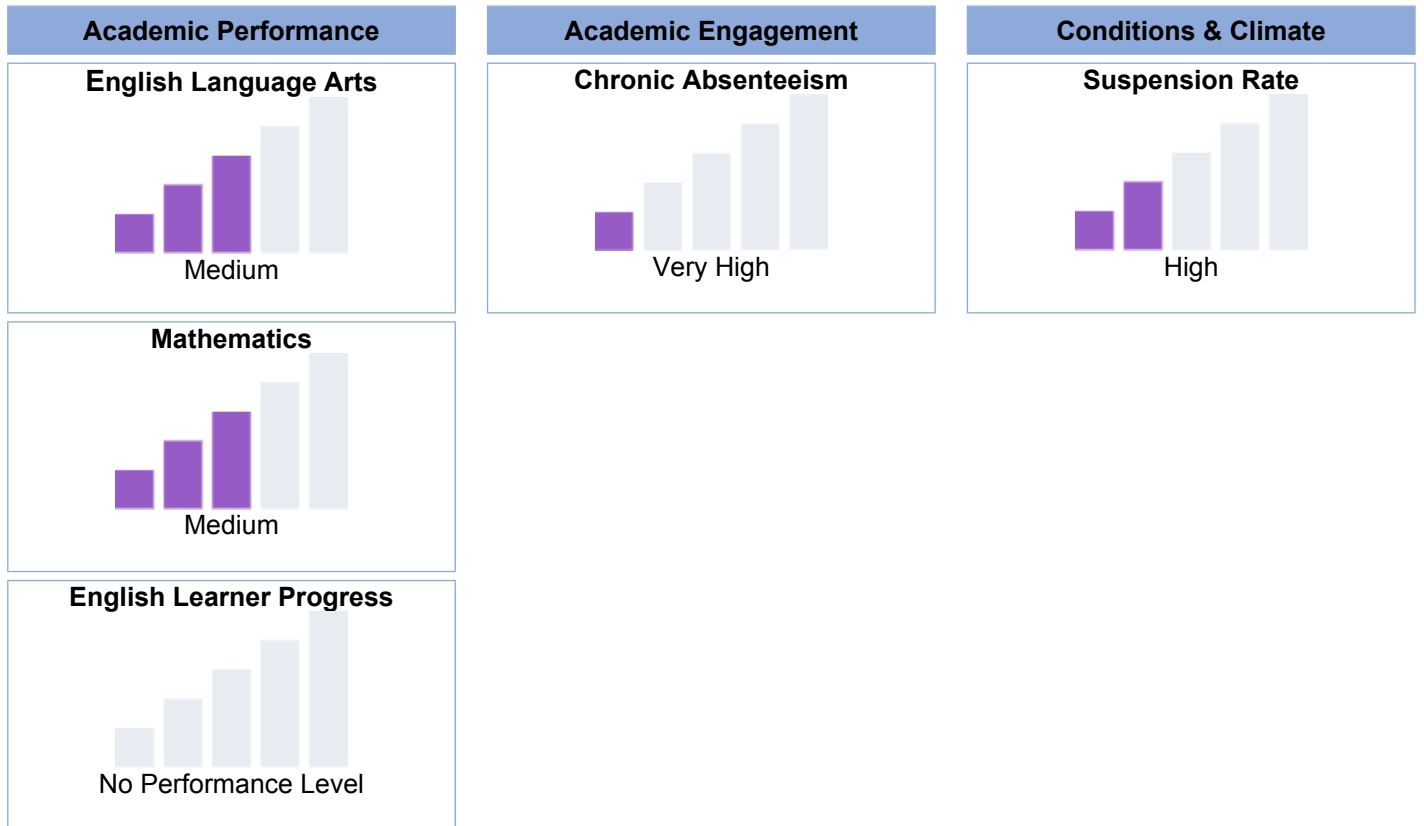 Academic Performance
English Language Arts
Medium
Mathematics
Medium
English Learner Progress
No Performance Level
Academic Engagement
Chronic Absenteeism
Very High
Conditions & Climate
Suspension Rate
High